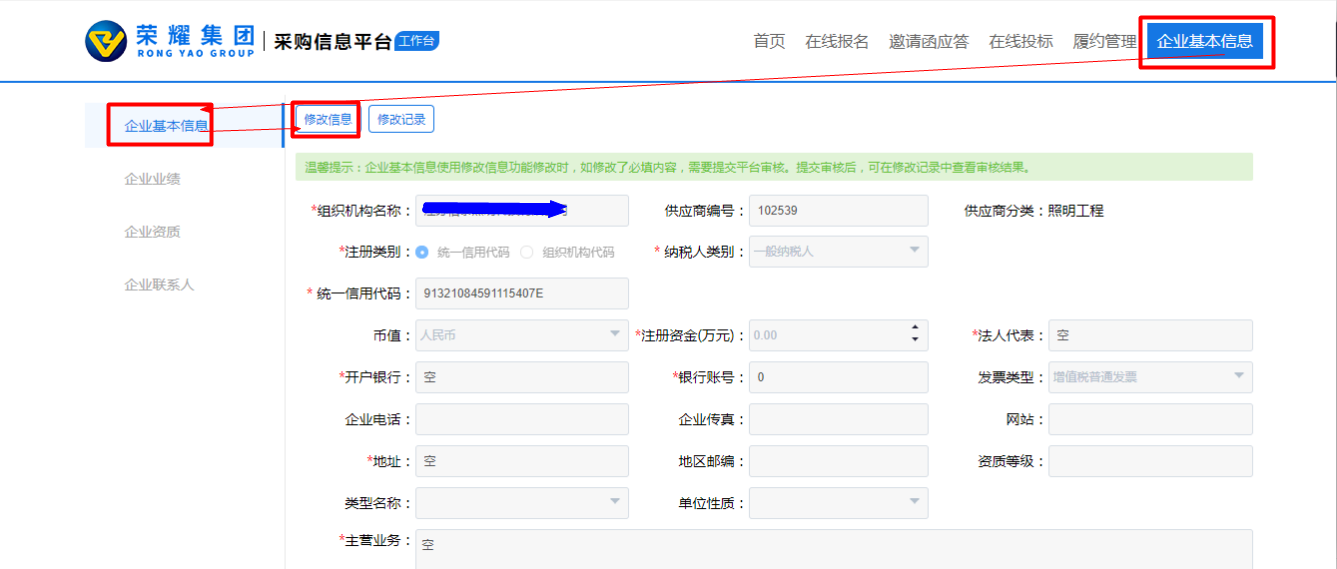 荣耀集团
RONG YAO GROUP
采购信息平台 工作台
首页 在线报名 邀请函应答 在线投标 履约管理 企业基本信息
企业基本信息
企业业绩
企业资质
企业联系人
修改信息 修改记录
温馨提示：企业基本信息使用修改信息功能修改时，如修改了必填内容，需要提交平台审核。提交审核后，可在修改记录中查看审核结果。
*组织机构名称： 供应商编号：102539 供应商分类：照明工程
*注册类别： 统一信用代码 组织机构代码 * 纳税人类别：一般纳税人
* 统一信用代码：91321084591115407E
币值：人民币 *注册资金(万元)：0.00 *法人代表：空
*开户银行：空 *银行账号：0 发票类型：增值税普通发票
企业电话： 企业传真： 网站：
*地址：空 地区邮编： 资质等级：
类型名称： 单位性质：
*主营业务：空